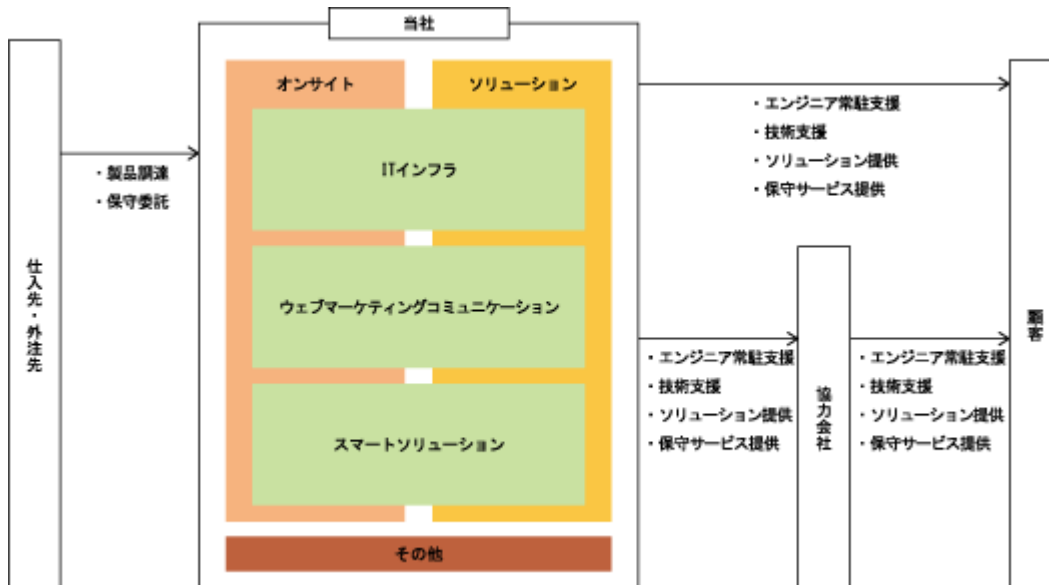 当社
オンサイト
ソリューション
ITインフラ
ウェブマーケティングコミュニケーション
スマートソリューション
その他
仕入先・外注先
・製品調達
・保守委託
・エンジニア常駐支援
・技術支援
・ソリューション提供
・保守サービス提供
・エンジニア常駐支援
・技術支援
・ソリューション提供
・保守サービス提供
協力会社
・エンジニア常駐支援
・技術支援
・ソリューション提供
・保守サービス提供
顧客